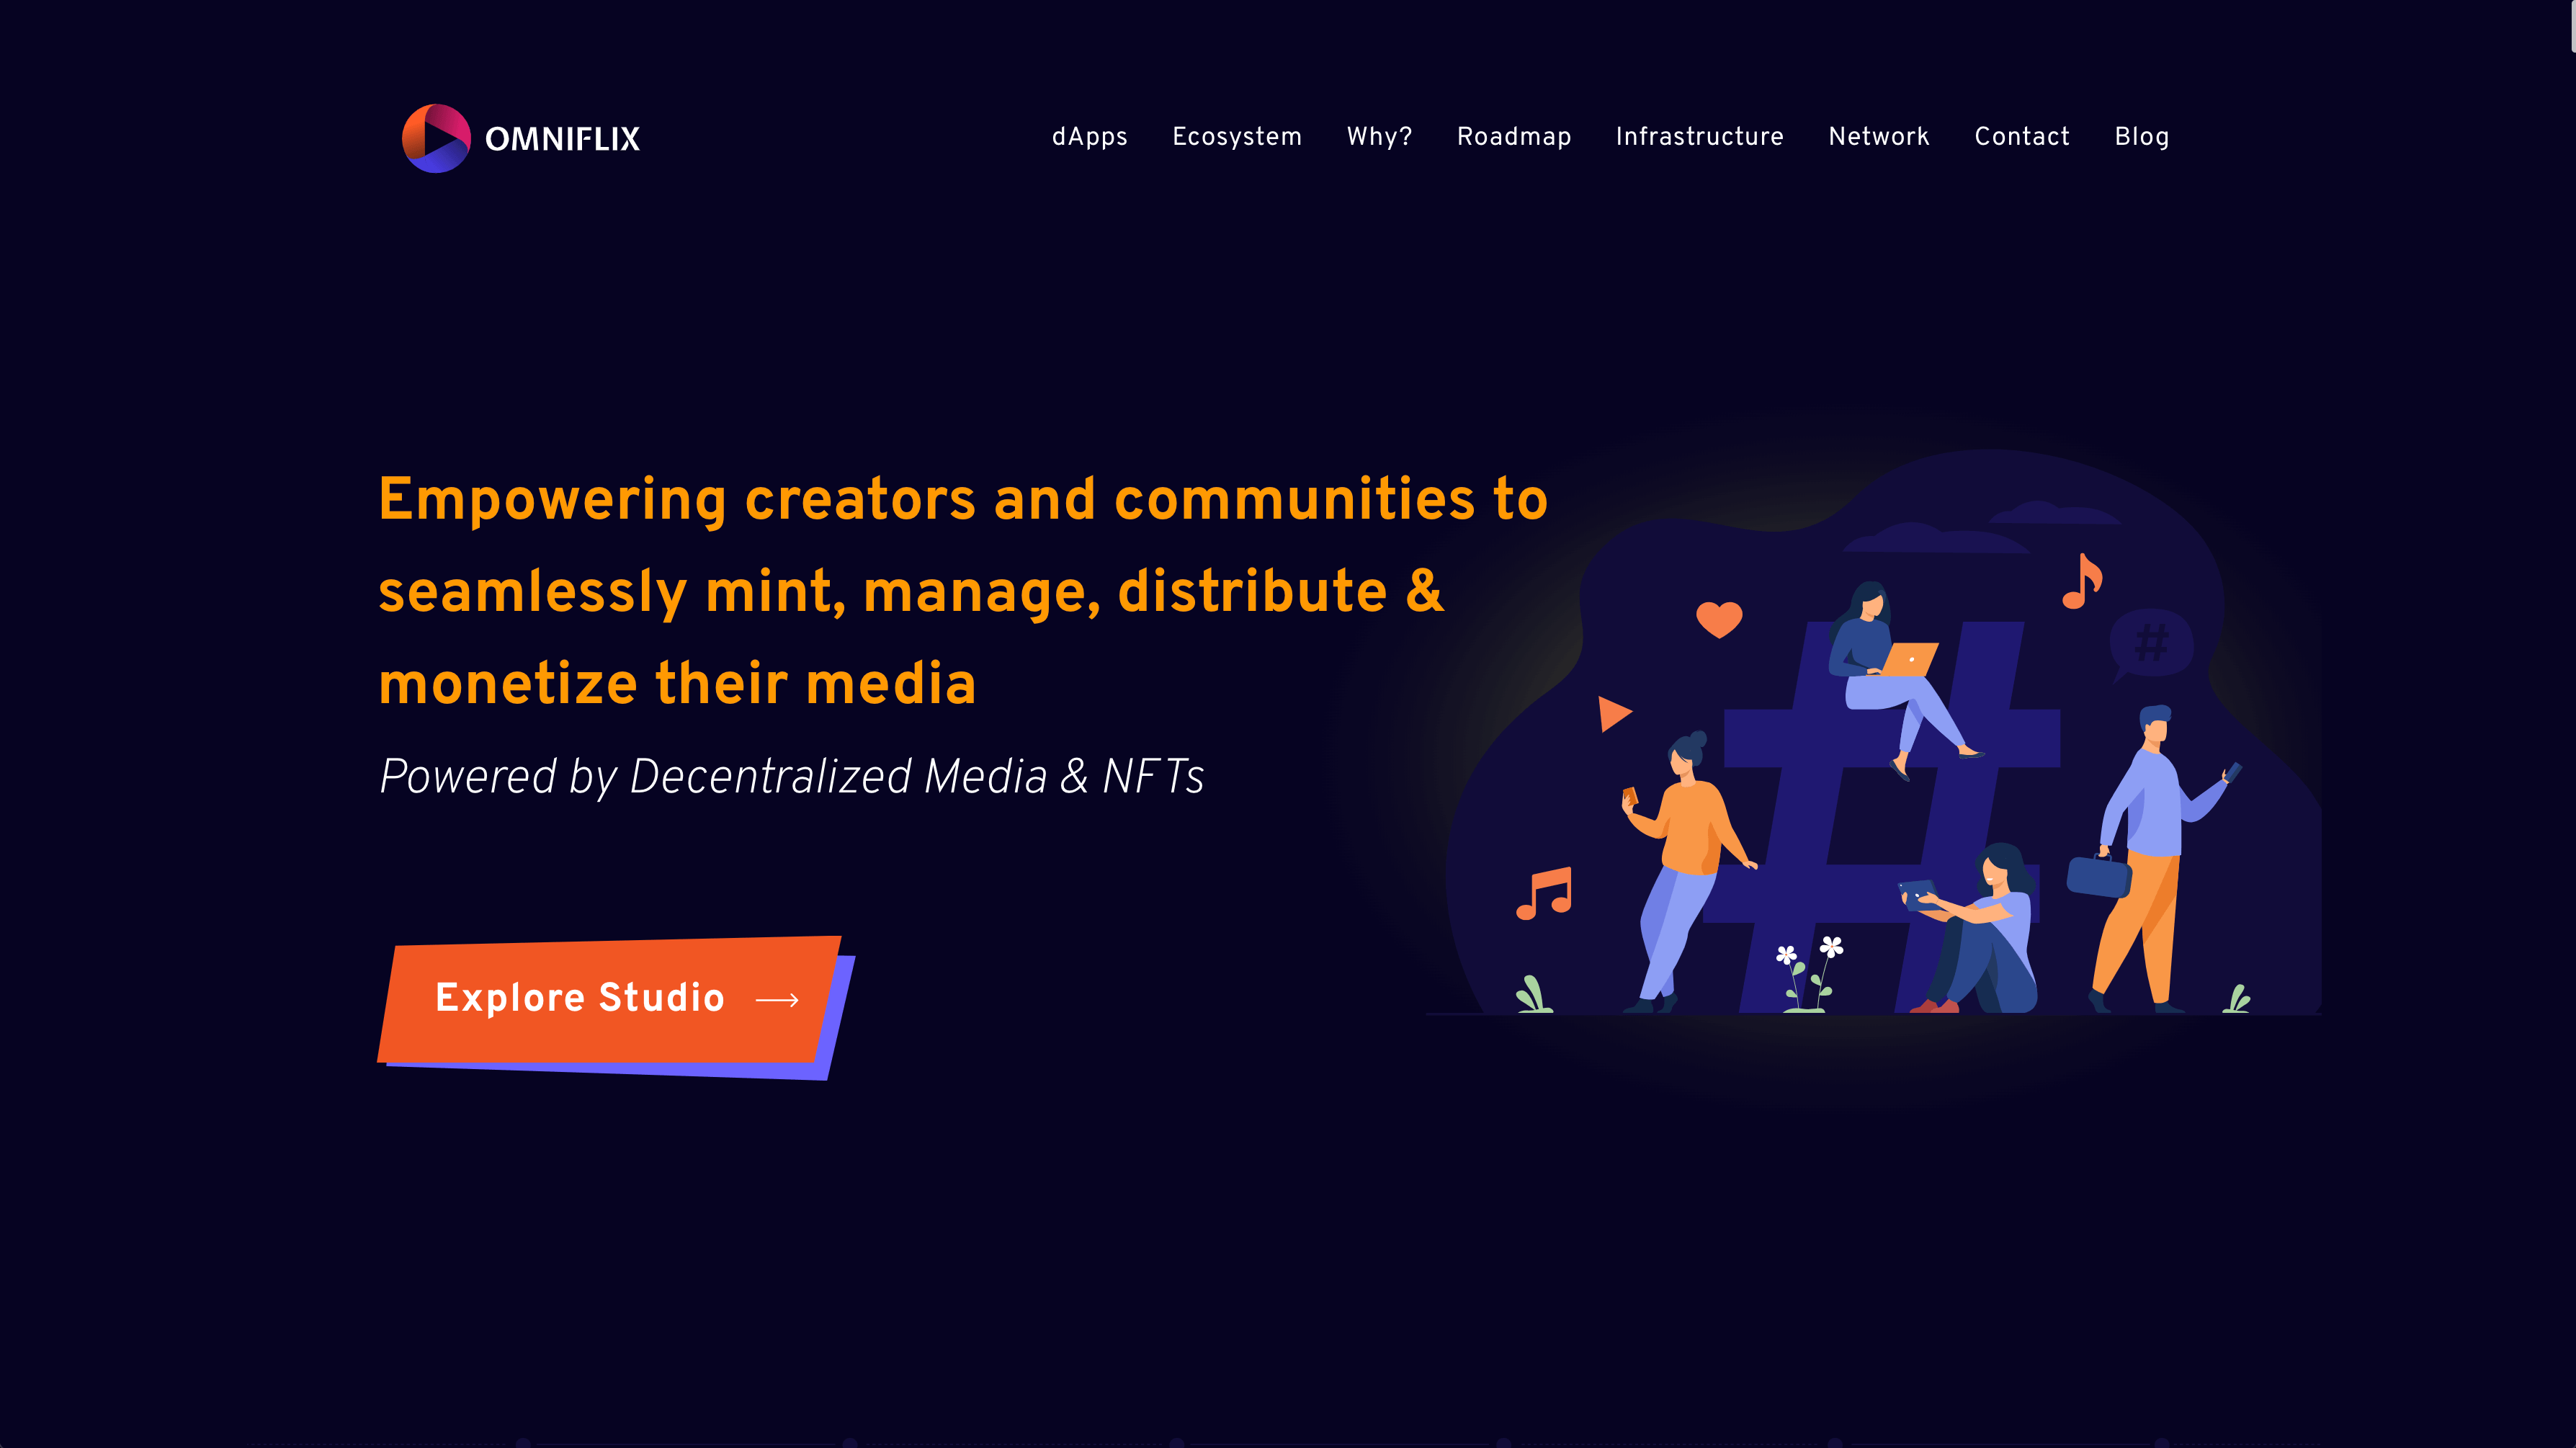 OMNIFLIX
dApps Ecosystem Why? Roadmap Infrastructure Network Contact Blog
Empowering creators and communities to
seamlessly mint, manage, distribute &
monetize their media
Powered by Decentralized Media & NFTs
#
#
Explore Studio →